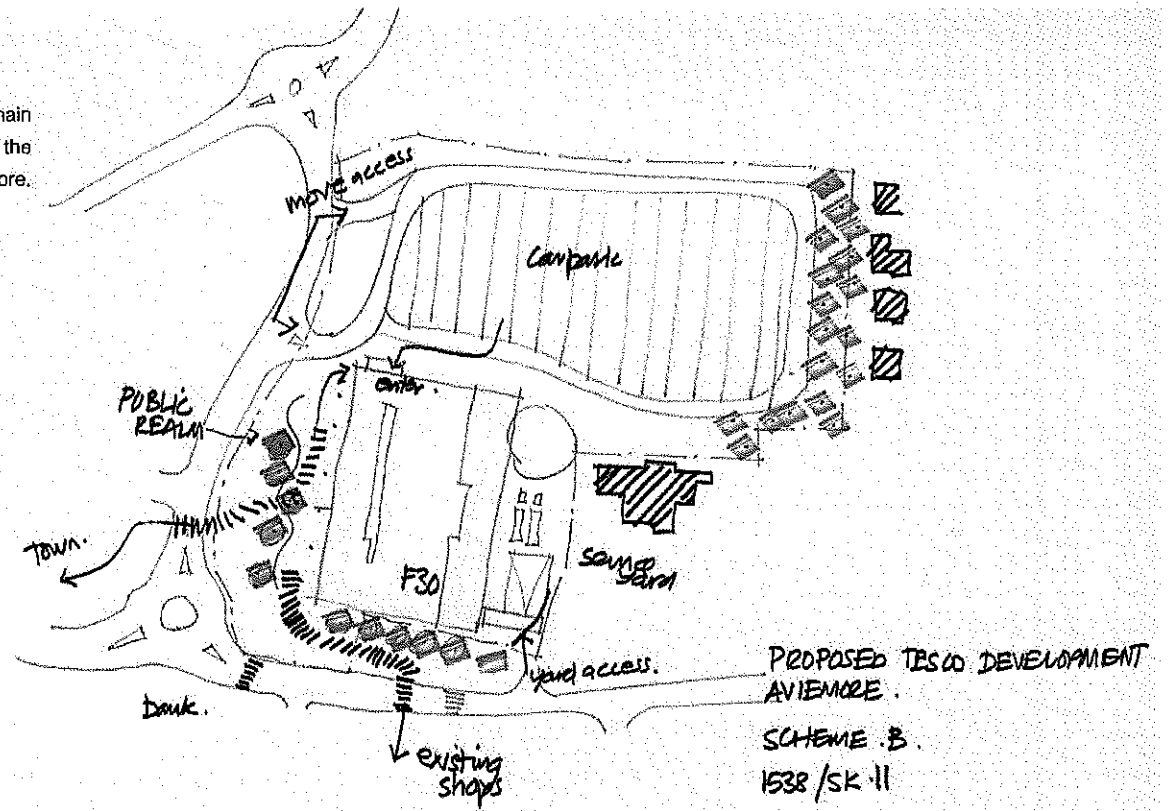 main
the
ore.
move access
Carpark
enter.
PUBLIC
REALM
Town.
F30
Service
yard
yard access.
Bank.
existing
shops
PROPOSED TESCO DEVELOPMENT
AVIEMORE.
SCHEME.B.
1538/SK.11